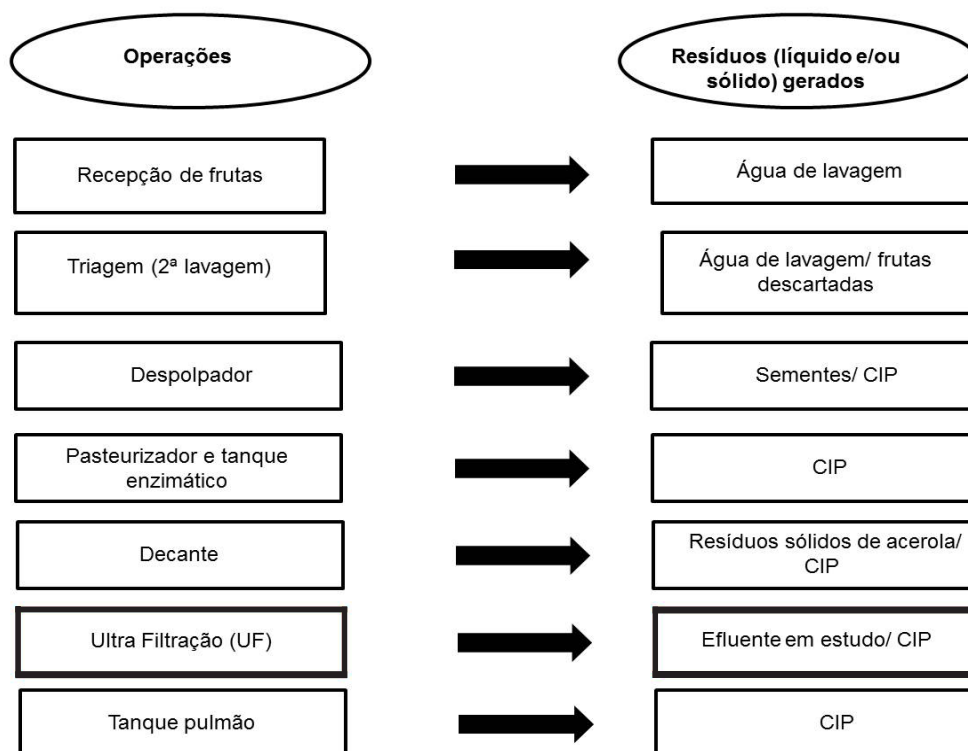 Operações
Resíduos (líquido e/ou
sólido) gerados
Recepção de frutas
Água de lavagem
Triagem (2ª lavagem)
Água de lavagem/ frutas
descartadas
Despolpador
Sementes/ CIP
Pasteurizador e tanque
enzimático
CIP
Decante
Resíduos sólidos de acerola/
CIP
Ultra Filtração (UF)
Efluente em estudo/ CIP
Tanque pulmão
CIP